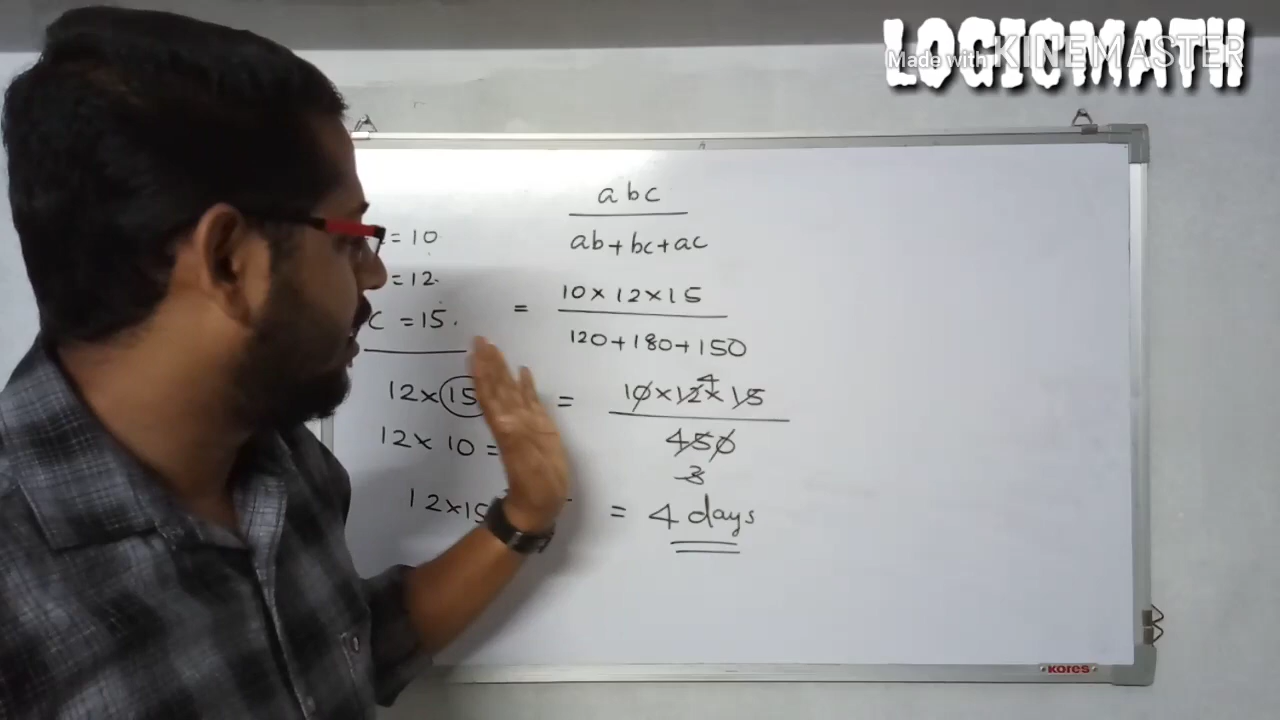 LOGICMATH
Made with KINEMASTER
abc
ab+bc+ac
= 10
= 12
C = 15
= 10 × 12 × 15
120 + 180 + 150
12 × 15
12 × 10 =
12 × 15
= 10 × 12 × 15
4
450
3
= 4 days
KORES